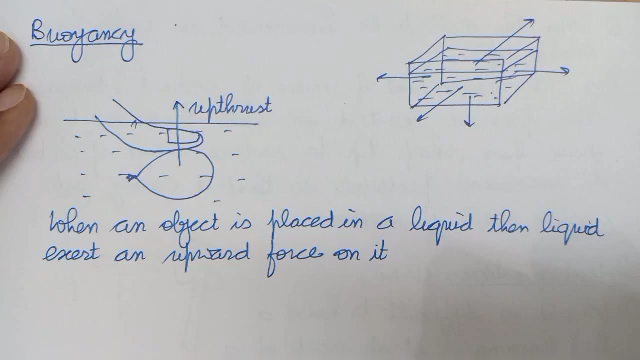 Buoyancy
upthrust
When an object is placed in a liquid then liquid
exert an upward force on it